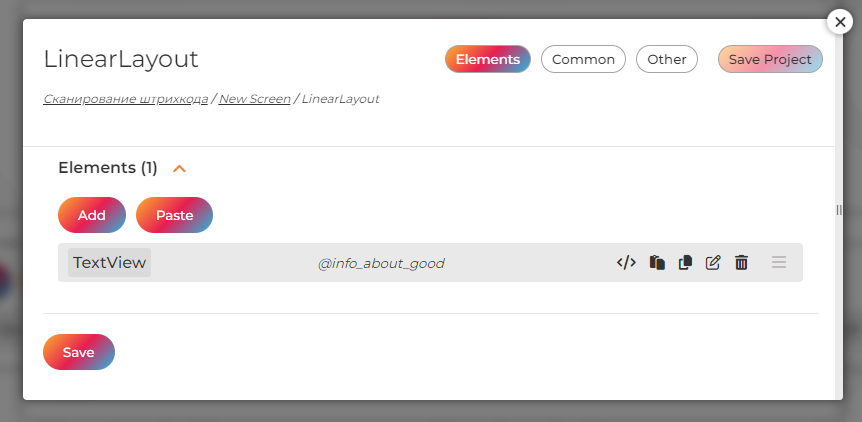 LinearLayout
Elements
Common
Other
Save Project
Сканирование штрихкода / New Screen / LinearLayout
Elements (1)
Add
Paste
TextView
@info_about_good
Save